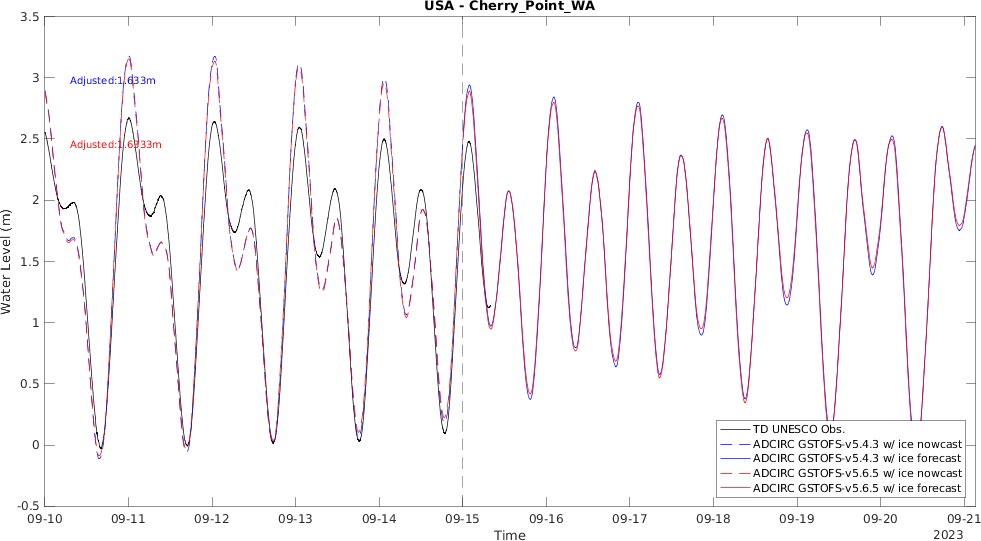 USA - Cherry_Point_WA
3.5
3
2.5
2
1.5
1
0.5
0
-0.5
Water Level (m)
Adjusted:1.633m
Adjusted:1.6333m
TD UNESCO Obs.
ADCIRC GSTOFS-v5.4.3 w/ ice nowcast
ADCIRC GSTOFS-v5.4.3 w/ ice forecast
ADCIRC GSTOFS-v5.6.5 w/ ice nowcast
ADCIRC GSTOFS-v5.6.5 w/ ice forecast
09-10 09-11 09-12 09-13 09-14 09-15 09-16 09-17 09-18 09-19 09-20 09-21
Time
2023